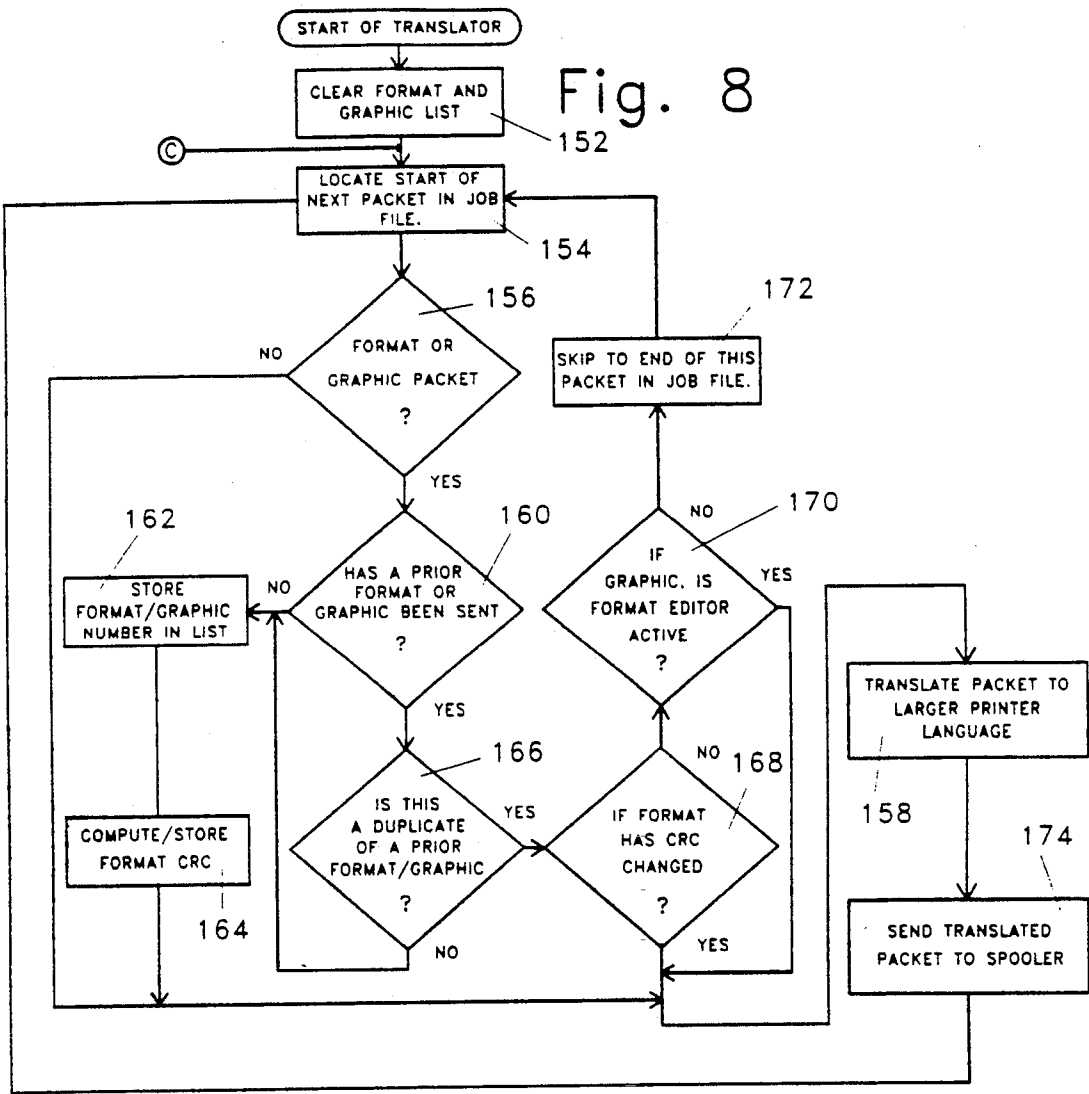 START OF TRANSLATOR
Fig. 8
CLEAR FORMAT AND
GRAPHIC LIST
152
C
LOCATE START OF
NEXT PACKET IN JOB
FILE.
154
156
FORMAT OR
GRAPHIC PACKET
?
NO
YES
172
SKIP TO END OF THIS
PACKET IN JOB FILE.
160
HAS A PRIOR
FORMAT OR
GRAPHIC BEEN SENT
?
NO
YES
162
STORE
FORMAT/GRAPHIC
NUMBER IN LIST
170
IF
GRAPHIC, IS
FORMAT EDITOR
ACTIVE
?
NO
YES
TRANSLATE PACKET TO
LARGER PRINTER
LANGUAGE
158
166
IS THIS
A DUPLICATE
OF A PRIOR
FORMAT/GRAPHIC
?
YES
NO
168
IF FORMAT
HAS CRC
CHANGED
?
NO
YES
COMPUTE/STORE
FORMAT CRC
164
174
SEND TRANSLATED
PACKET TO SPOOLER